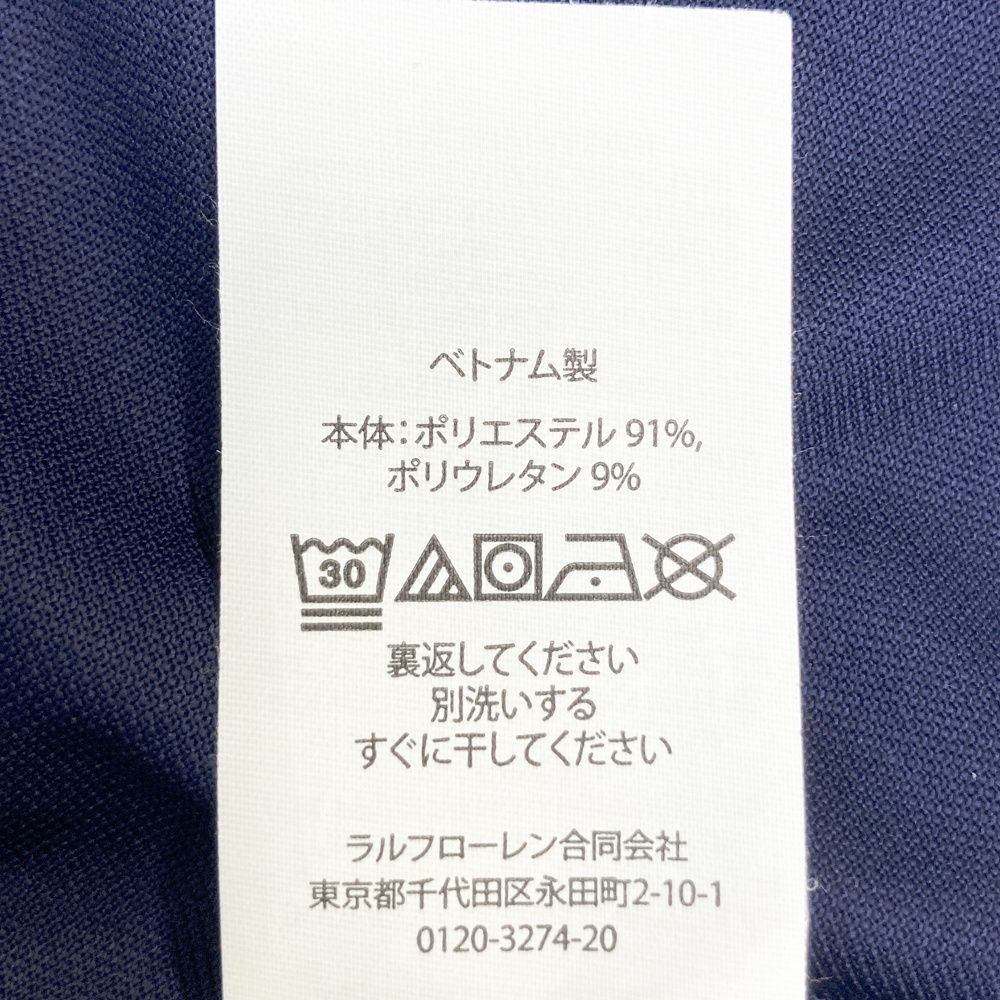 ベトナム製
本体:ポリエステル 91%,
ポリウレタン 9%
30
裏返してください
別洗いする
すぐに干してください
ラルフローレン合同会社
東京都千代田区永田町2-10-1
0120-3274-20